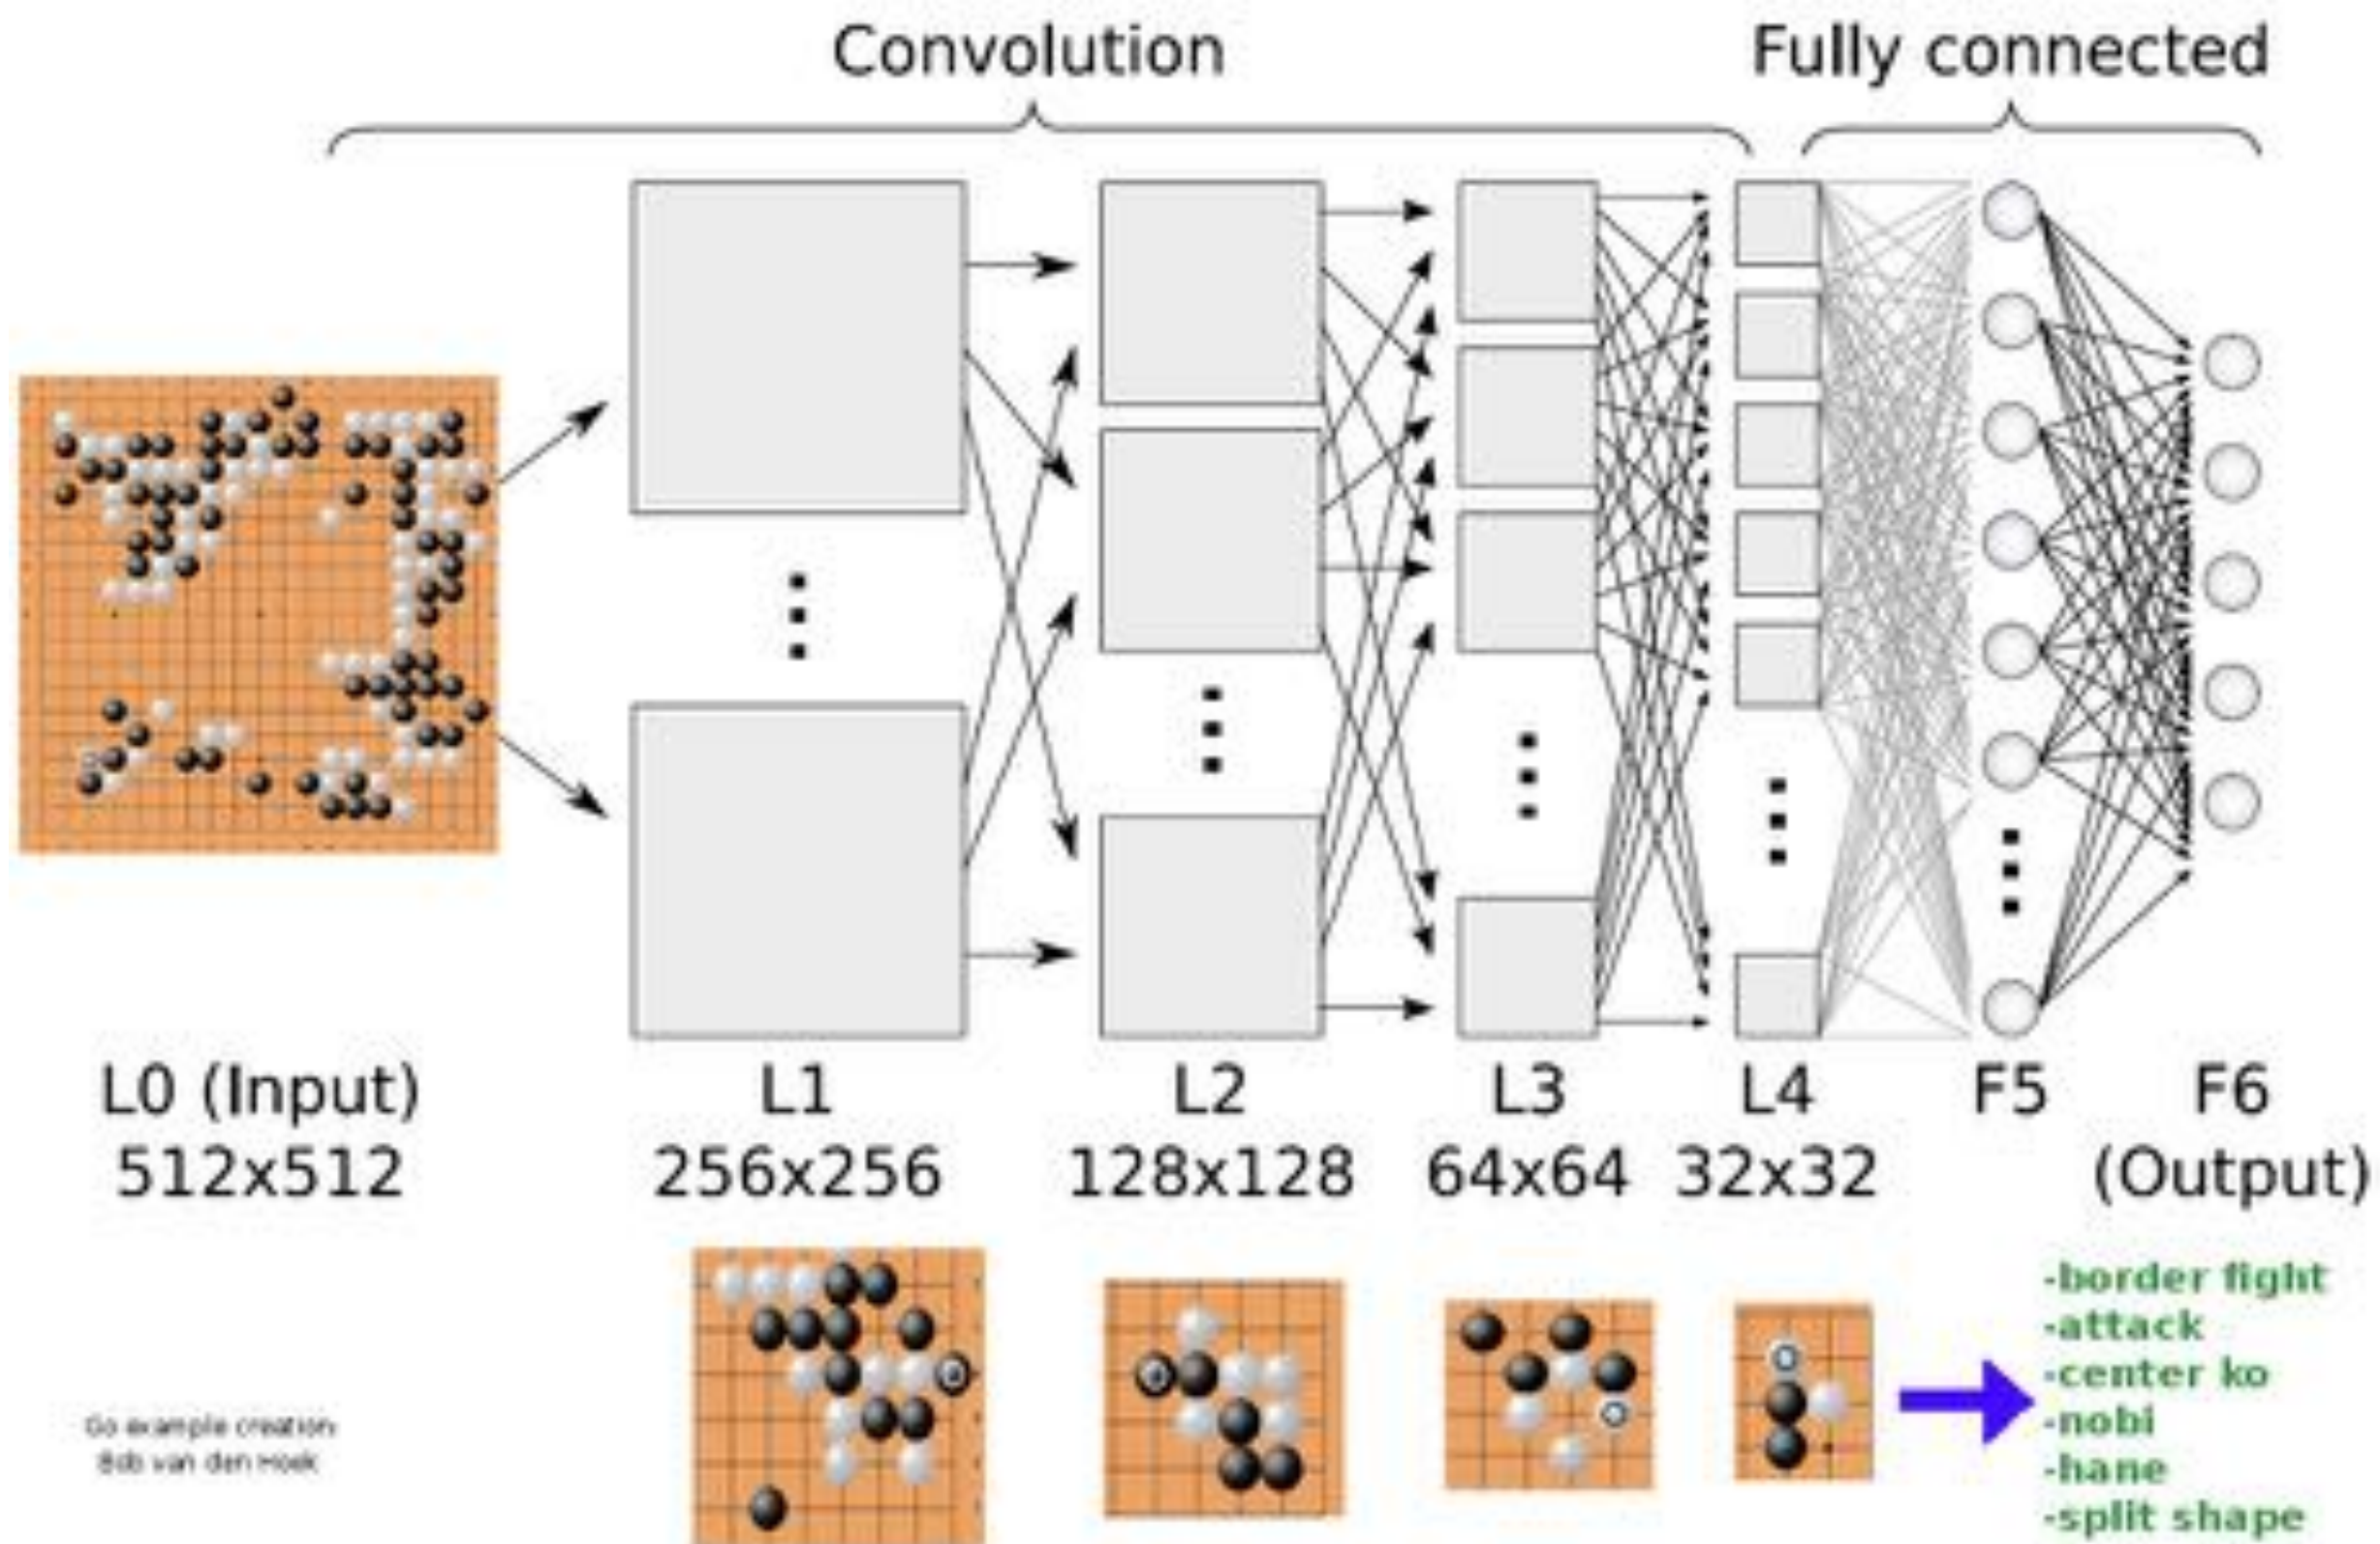 Convolution
Fully connected
L0 (Input)
512x512
L1
256x256
L2
128x128
L3
64x64
L4
32x32
F5
F6
(Output)
-border fight
-attack
-center ko
-nobi
-hane
-split shape
Go example creation
Bob van den Hoek